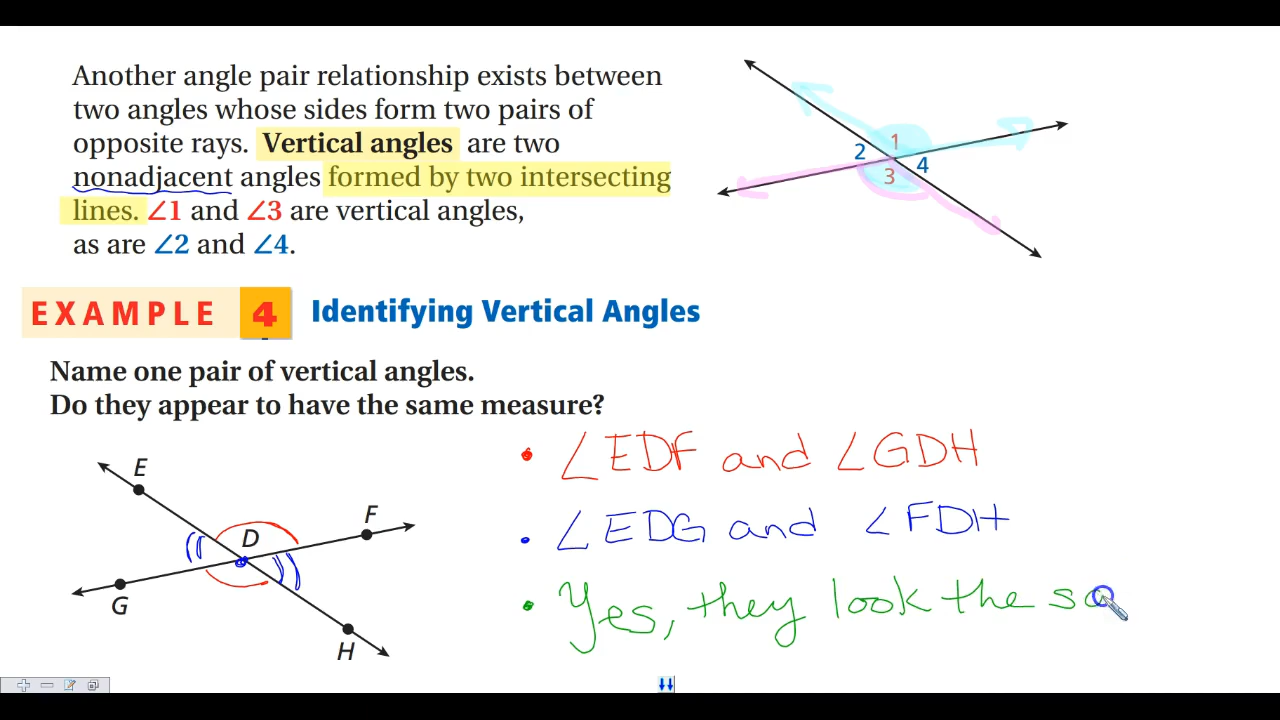 Another angle pair relationship exists between
two angles whose sides form two pairs of
opposite rays. Vertical angles are two
nonadjacent angles formed by two intersecting
lines. ∠1 and ∠3 are vertical angles,
as are ∠2 and ∠4.
1
2
4
3
EXAMPLE 4 Identifying Vertical Angles
Name one pair of vertical angles.
Do they appear to have the same measure?
E
F
D
G
H
• ∠EDF and ∠GDH
• ∠EDG and ∠FDH
• Yes, they look the sa